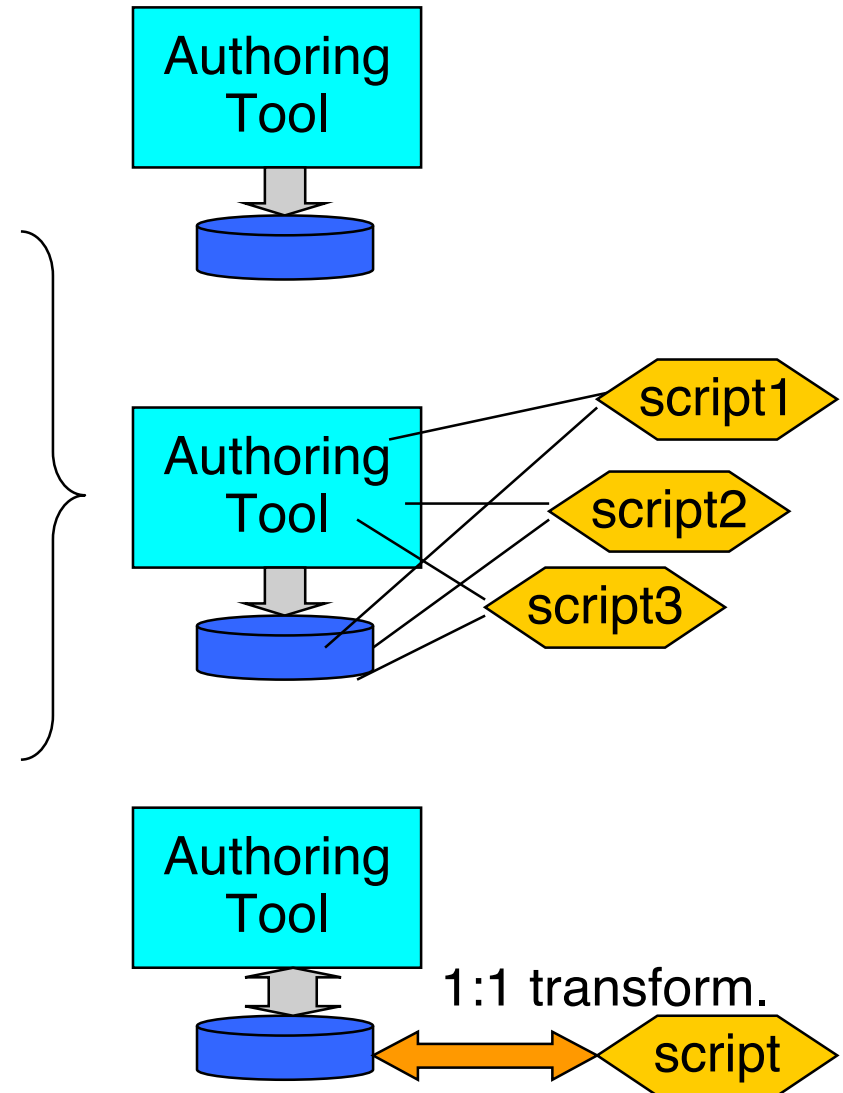 Authoring
Tool
script1
Authoring
Tool
script2
script3
Authoring
Tool
1:1 transform.
script